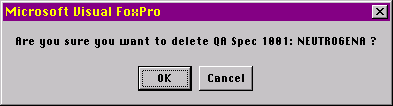 Microsoft Visual FoxPro
Are you sure you want to delete QA Spec 1001: NEUTROGENA ?
OK
Cancel